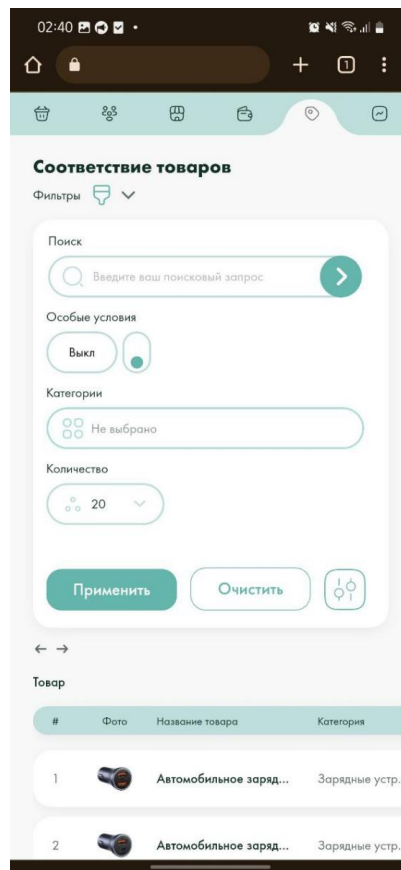 02:40
1
Соответствие товаров
Фильтры
Поиск
Введите ваш поисковый запрос
Особые условия
Выкл
Категории
Не выбрано
Количество
20
Применить
Очистить
Товар
# Фото Название товара Категория
1 Автомобильное заряд... Зарядные устр.
2 Автомобильное заряд... Зарядные устр.